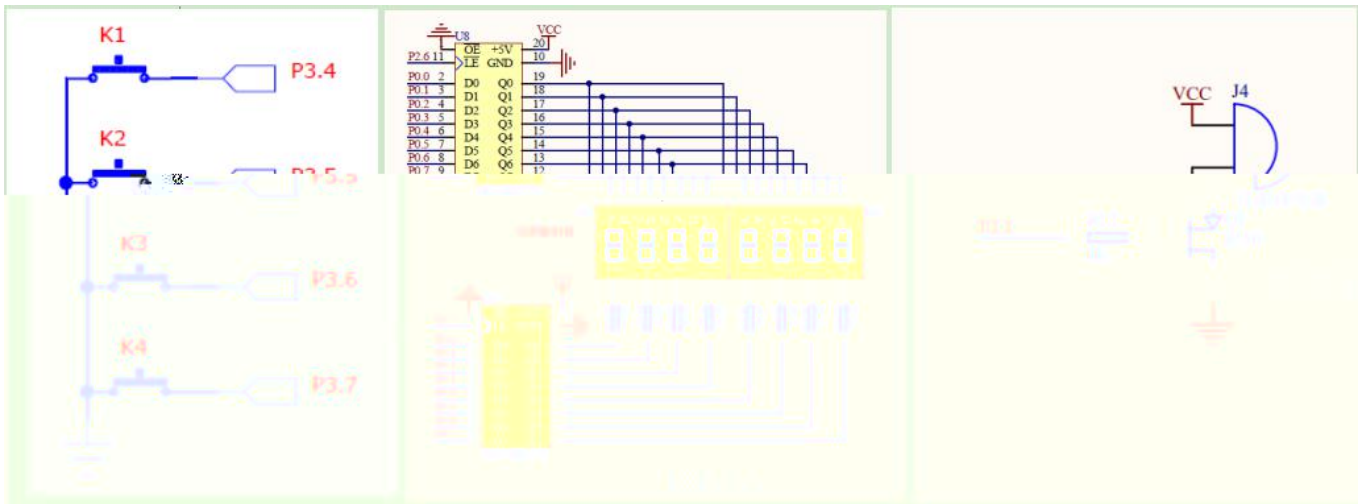 K1
P3.4
K2
P3.5
K3
P3.6
K4
P3.7
U8
VCC
OE +5V 20
P2.6 11 LE GND 10
P0.0 2 D0 Q0 19
P0.1 3 D1 Q1 18
P0.2 4 D2 Q2 17
P0.3 5 D3 Q3 16
P0.4 6 D4 Q4 15
P0.5 7 D5 Q5 14
P0.6 8 D6 Q6 13
P0.7 9 12
VCC
J4